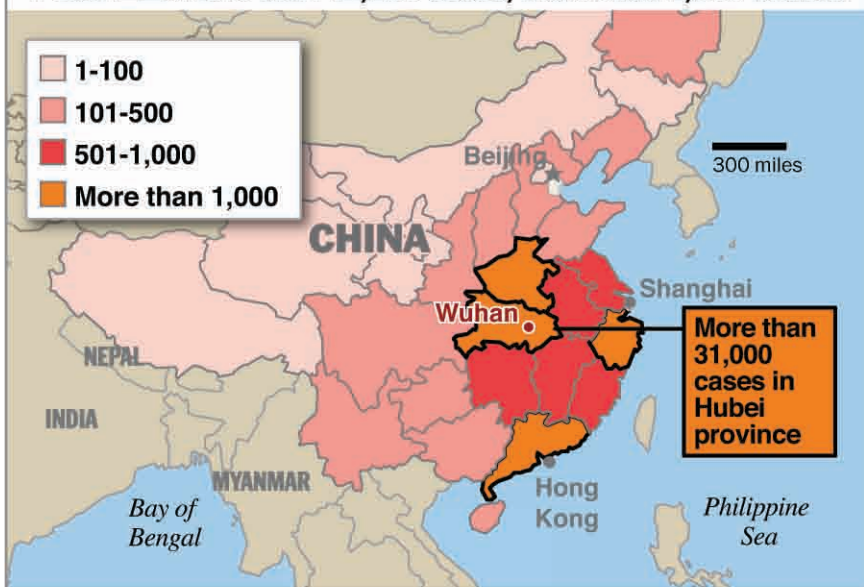 1-100
101-500
501-1,000
More than 1,000
Beijing
300 miles
CHINA
Shanghai
Wuhan
More than
31,000
cases in
Hubei
province
NEPAL
INDIA
MYANMAR
Hong
Kong
Bay of
Bengal
Philippine
Sea